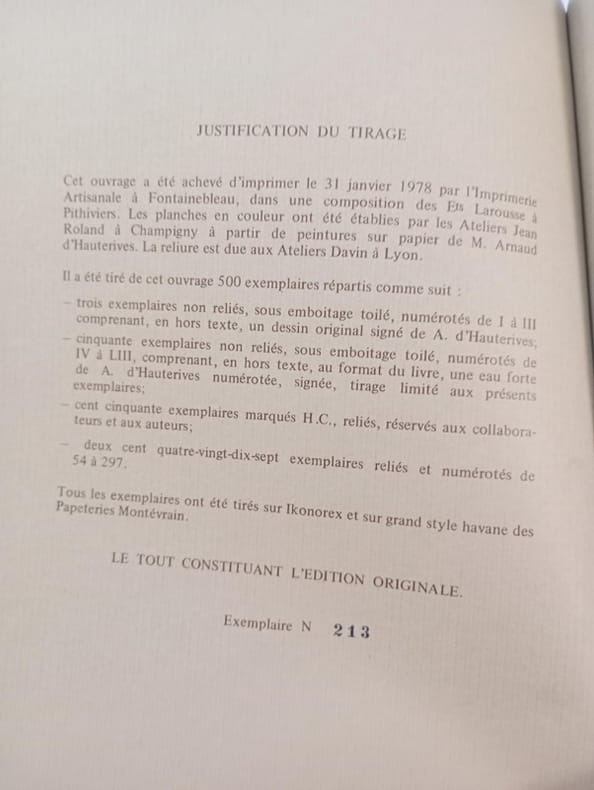 JUSTIFICATION DU TIRAGE
Cet ouvrage a été achevé d'imprimer le 31 janvier 1978 par l'Imprimerie
Artisanale à Fontainebleau, dans une composition des Ets Larousse à
Pithiviers. Les planches en couleur ont été établies par les Ateliers Jean
Roland à Champigny à partir de peintures sur papier de M. Arnaud
d'Hauterives. La reliure est due aux Ateliers Davin à Lyon.
Il a été tiré de cet ouvrage 500 exemplaires répartis comme suit :
– trois exemplaires non reliés, sous emboitage toilé, numérotés de I à III
comprenant, en hors texte, un dessin original signé de A. d'Hauterives;
– cinquante exemplaires non reliés, sous emboitage toilé, numérotés de
IV à LIII, comprenant, en hors texte, au format du livre, une eau forte
de A. d'Hauterives numérotée, signée, tirage limité aux présents
exemplaires;
– cent cinquante exemplaires marqués H.C., reliés, réservés aux collabora-
teurs et aux auteurs;
– deux cent quatre-vingt-dix-sept exemplaires reliés et numérotés de
54 à 297.
Tous les exemplaires ont été tirés sur Ikonorex et sur grand style havane des
Papeteries Montévrain.
LE TOUT CONSTITUANT L'EDITION ORIGINALE.
Exemplaire N 213